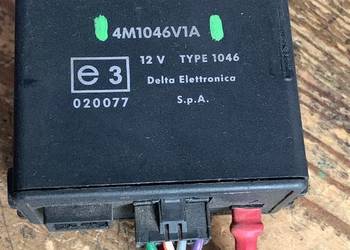 4M1046V1A
12 V TYPE 1046
e 3
Delta Elettronica
020077
S.p.A.